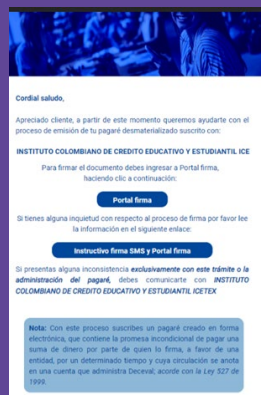 Cordial saludo,
Apreciado cliente, a partir de este momento queremos ayudarte con el
proceso de emisión de tu pagaré desmaterializado suscrito con:
INSTITUTO COLOMBIANO DE CREDITO EDUCATIVO Y ESTUDIANTIL ICE
Para firmar el documento debes ingresar a Portal firma,
haciendo clic a continuación:
Portal firma
Si tienes alguna inquietud con respecto al proceso de firma por favor lee
la información en el siguiente enlace:
Instructivo firma SMS y Portal firma
Si presentas alguna inconsistencia exclusivamente con este trámite o la
administración del pagaré, debes comunicarte con INSTITUTO
COLOMBIANO DE CREDITO EDUCATIVO Y ESTUDIANTIL ICETEX
Nota: Con este proceso suscribes un pagaré creado en forma
electrónica, que contiene la promesa incondicional de pagar una
suma de dinero por parte de quien lo firma, a favor de una
entidad, por un determinado tiempo y cuya circulación se anota
en una cuenta que administra Deceval; acorde con la Ley 527 de
1999.